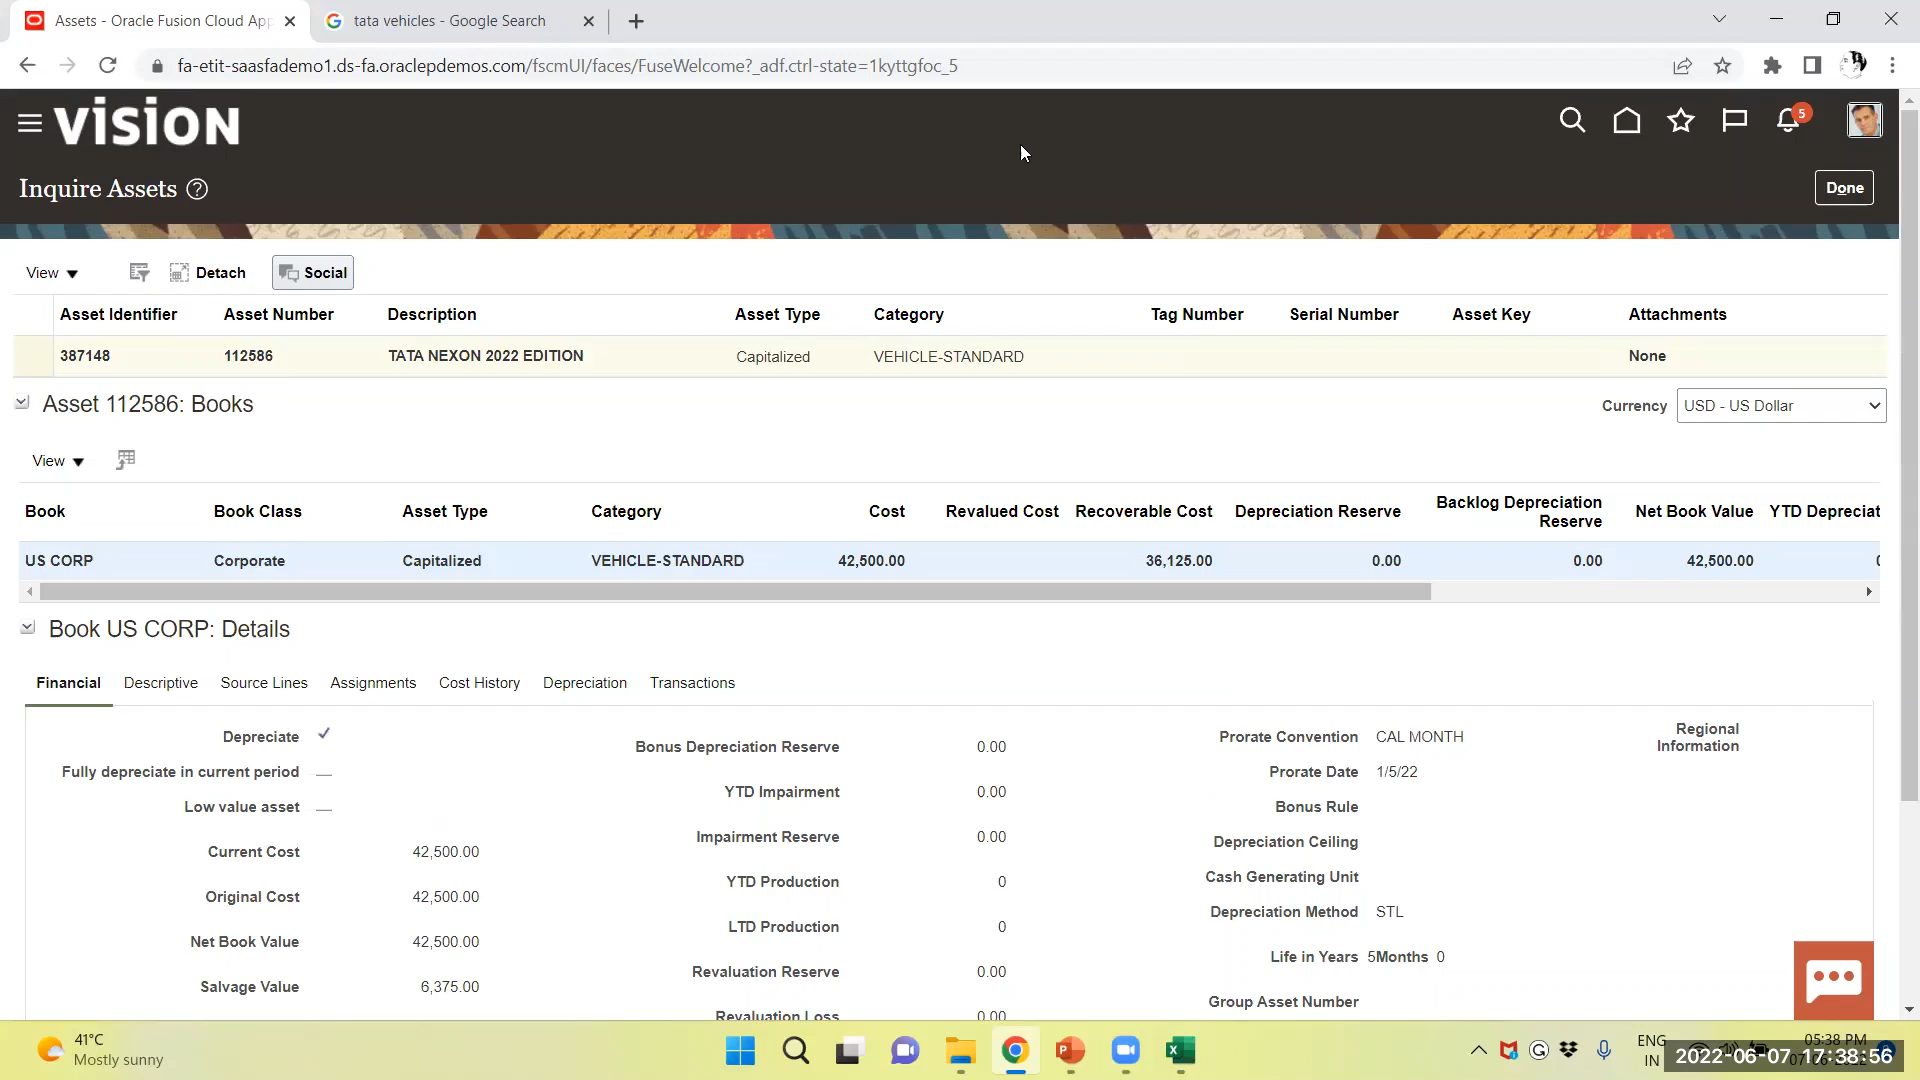 Assets - Oracle Fusion Cloud App
tata vehicles - Google Search
fa-etit-saasfademo1.ds-fa.oraclepdemos.com/fscmUI/faces/FuseWelcome?_adf.ctrl-state=1kyttgfoc_5
vision
5
Inquire Assets
Done
View Detach Social
Asset Identifier Asset Number Description Asset Type Category Tag Number Serial Number Asset Key Attachments
387148 112586 TATA NEXON 2022 EDITION Capitalized VEHICLE-STANDARD None
Asset 112586: Books
Currency USD - US Dollar
View
Book Book Class Asset Type Category Cost Revalued Cost Recoverable Cost Depreciation Reserve Backlog Depreciation Reserve Net Book Value YTD Depreciat
US CORP Corporate Capitalized VEHICLE-STANDARD 42,500.00 36,125.00 0.00 0.00 42,500.00
Book US CORP: Details
Financial Descriptive Source Lines Assignments Cost History Depreciation Transactions
Depreciate
Fully depreciate in current period
Low value asset
Current Cost 42,500.00
Original Cost 42,500.00
Net Book Value 42,500.00
Salvage Value 6,375.00
Bonus Depreciation Reserve 0.00
YTD Impairment 0.00
Impairment Reserve 0.00
YTD Production 0
LTD Production 0
Revaluation Reserve 0.00
Revaluation Loss 0.00
Prorate Convention CAL MONTH
Prorate Date 1/5/22
Bonus Rule
Depreciation Ceiling
Cash Generating Unit
Depreciation Method STL
Life in Years 5Months 0
Group Asset Number
Regional
Information
41°C
Mostly sunny
ENG
IN
05:38 PM
2022-06-07 17:38:56